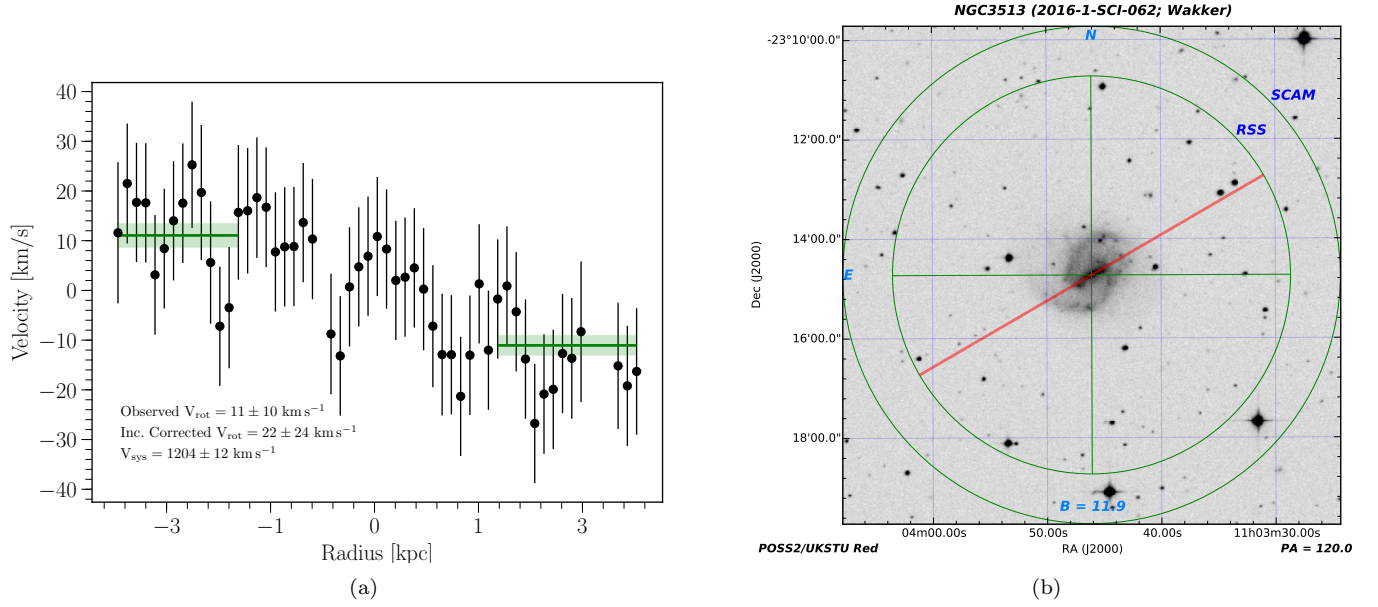 NGC3513 (2016-1-SCI-062; Wakker)
40
30
20
10
0
−10
−20
−30
−40
Velocity [km/s]
Observed V_rot = 11 ± 10 km s⁻¹
Inc. Corrected V_rot = 22 ± 24 km s⁻¹
V_sys = 1204 ± 12 km s⁻¹
−3 −1 0 1 3
Radius [kpc]
(a)
-23°10'00.0"
12'00.0"
14'00.0"
16'00.0"
18'00.0"
Dec (J2000)
N
SCAM
RSS
E
B = 11.9
04m00.00s 50.00s 40.00s 11h03m30.00s
POSS2/UKSTU Red RA (J2000) PA = 120.0
(b)